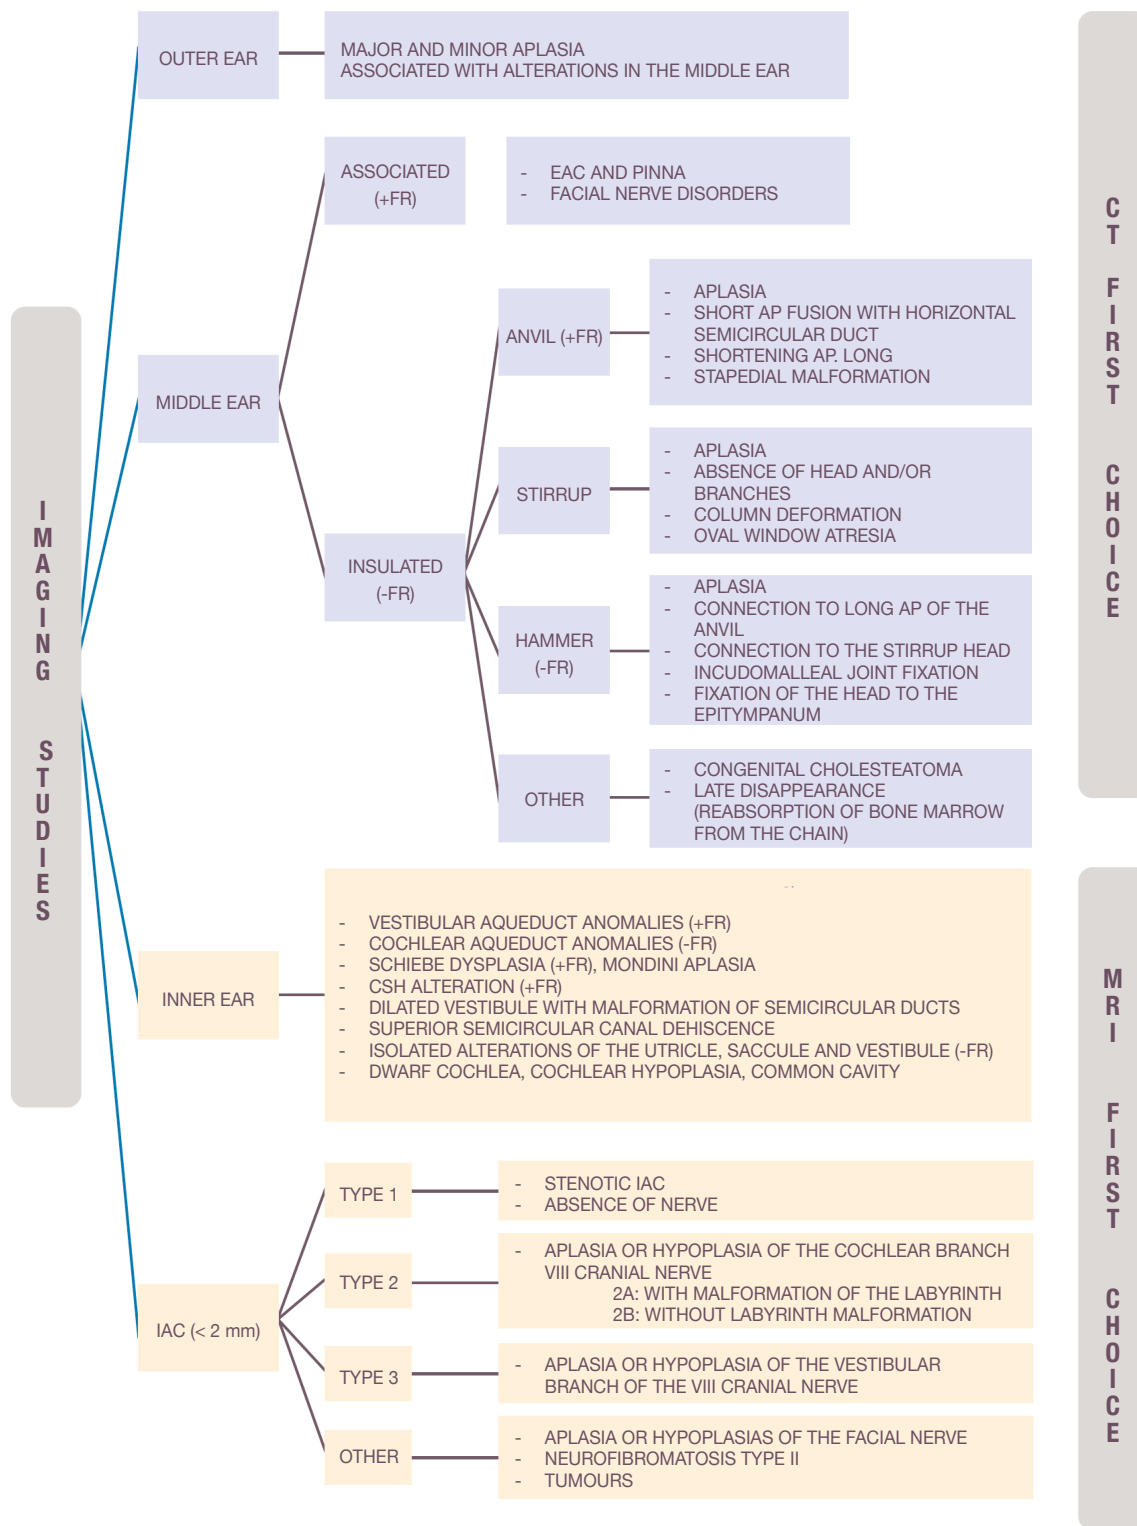 IMAGING STUDIES
OUTER EAR
MAJOR AND MINOR APLASIA
ASSOCIATED WITH ALTERATIONS IN THE MIDDLE EAR
MIDDLE EAR
ASSOCIATED
(+FR)
- EAC AND PINNA
- FACIAL NERVE DISORDERS
INSULATED
(-FR)
ANVIL (+FR)
- APLASIA
- SHORT AP FUSION WITH HORIZONTAL
SEMICIRCULAR DUCT
- SHORTENING AP. LONG
- STAPEDIAL MALFORMATION
STIRRUP
- APLASIA
- ABSENCE OF HEAD AND/OR
BRANCHES
- COLUMN DEFORMATION
- OVAL WINDOW ATRESIA
HAMMER
(-FR)
- APLASIA
- CONNECTION TO LONG AP OF THE
ANVIL
- CONNECTION TO THE STIRRUP HEAD
- INCUDOMALLEAL JOINT FIXATION
- FIXATION OF THE HEAD TO THE
EPITYMPANUM
OTHER
- CONGENITAL CHOLESTEATOMA
- LATE DISAPPEARANCE
(REABSORPTION OF BONE MARROW
FROM THE CHAIN)
CT FIRST CHOICE
INNER EAR
- VESTIBULAR AQUEDUCT ANOMALIES (+FR)
- COCHLEAR AQUEDUCT ANOMALIES (-FR)
- SCHIEBE DYSPLASIA (+FR), MONDINI APLASIA
- CSH ALTERATION (+FR)
- DILATED VESTIBULE WITH MALFORMATION OF SEMICIRCULAR DUCTS
- SUPERIOR SEMICIRCULAR CANAL DEHISCENCE
- ISOLATED ALTERATIONS OF THE UTRICLE, SACCULE AND VESTIBULE (-FR)
- DWARF COCHLEA, COCHLEAR HYPOPLASIA, COMMON CAVITY
IAC (< 2 mm)
TYPE 1
- STENOTIC IAC
- ABSENCE OF NERVE
TYPE 2
- APLASIA OR HYPOPLASIA OF THE COCHLEAR BRANCH
VIII CRANIAL NERVE
2A: WITH MALFORMATION OF THE LABYRINTH
2B: WITHOUT LABYRINTH MALFORMATION
TYPE 3
- APLASIA OR HYPOPLASIA OF THE VESTIBULAR
BRANCH OF THE VIII CRANIAL NERVE
OTHER
- APLASIA OR HYPOPLASIAS OF THE FACIAL NERVE
- NEUROFIBROMATOSIS TYPE II
- TUMOURS
MRI FIRST CHOICE